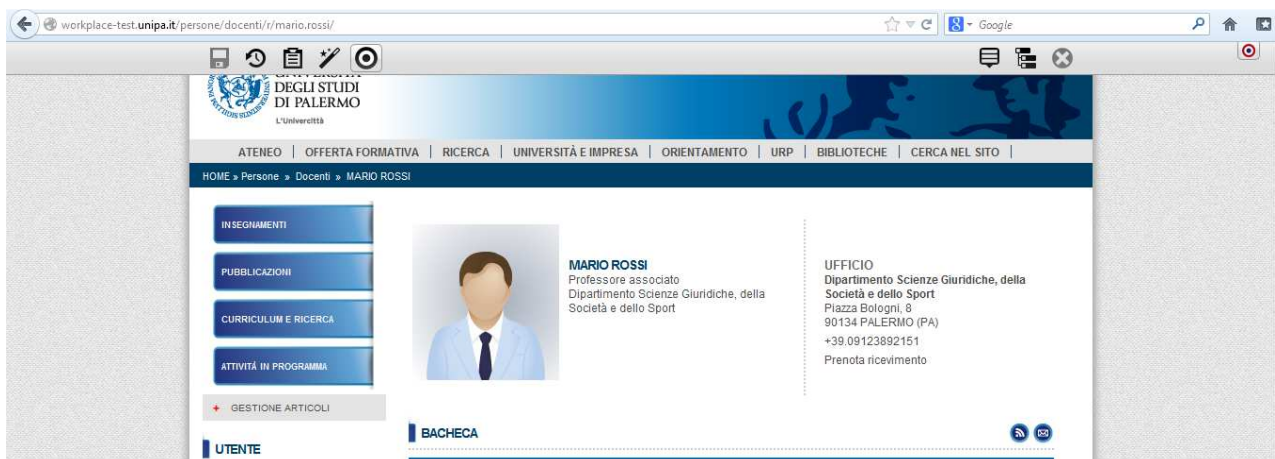 workplace-test.unipa.it/persone/docenti/r/mario.rossi/
Google
DEGLI STUDI
DI PALERMO
L'Univercittà
ATENEO | OFFERTA FORMATIVA | RICERCA | UNIVERSITÀ E IMPRESA | ORIENTAMENTO | URP | BIBLIOTECHE | CERCA NEL SITO |
HOME » Persone » Docenti » MARIO ROSSI
INSEGNAMENTI
PUBBLICAZIONI
CURRICULUM E RICERCA
ATTIVITÁ IN PROGRAMMA
+ GESTIONE ARTICOLI
UTENTE
MARIO ROSSI
Professore associato
Dipartimento Scienze Giuridiche, della
Società e dello Sport
UFFICIO
Dipartimento Scienze Giuridiche, della
Società e dello Sport
Piazza Bologni, 8
90134 PALERMO (PA)
+39.09123892151
Prenota ricevimento
BACHECA